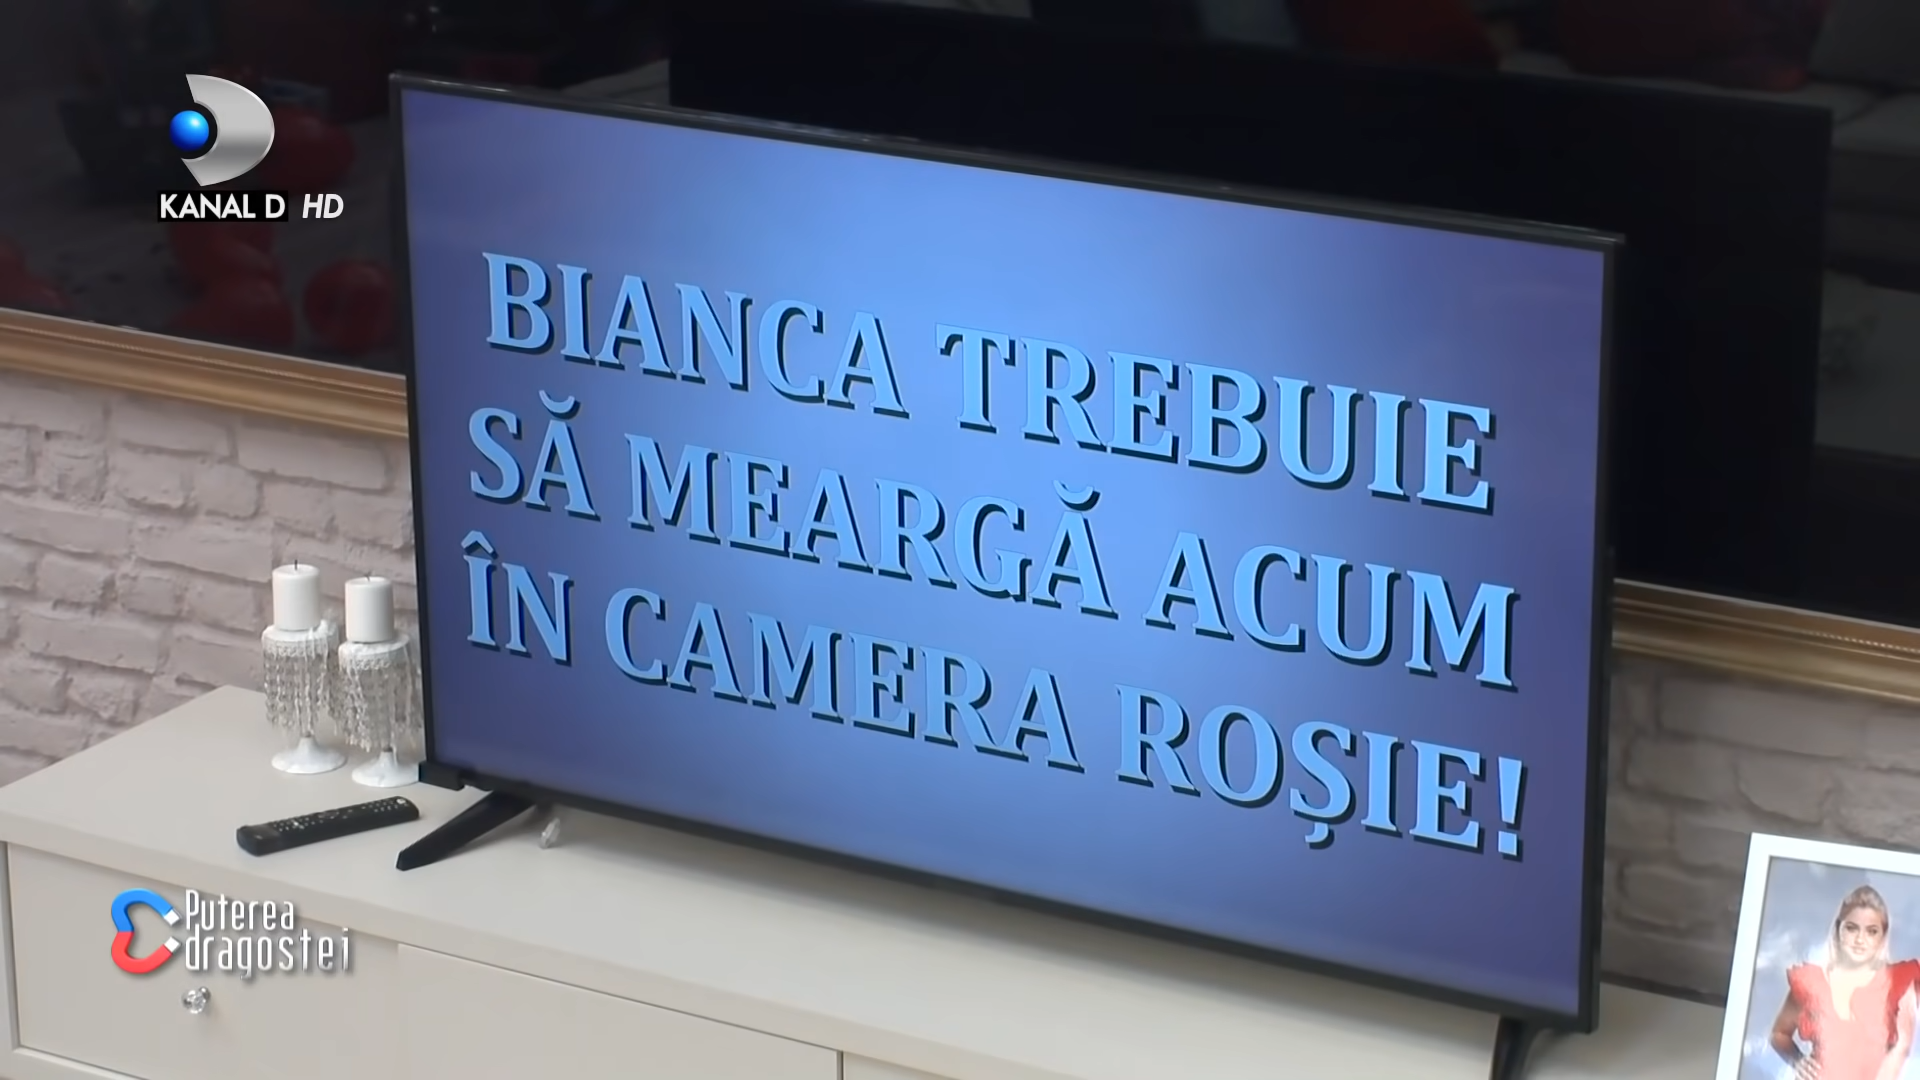 KANAL D HD
BIANCA TREBUIE
SĂ MEARGĂ ACUM
ÎN CAMERA ROȘIE!
Puterea
dragostei